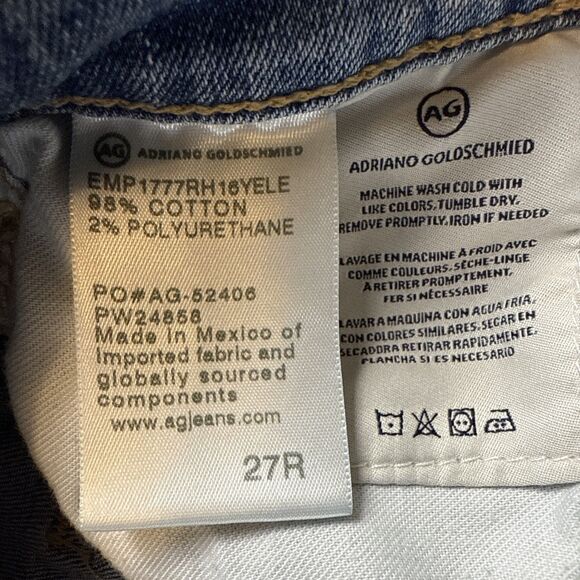 AG ADRIANO GOLDSCHMIED
EMP1777RH16YELE
98% COTTON
2% POLYURETHANE
PO#AG-52406
PW24858
Made in Mexico of
Imported fabric and
globally sourced
components
www.agjeans.com
27R
AG
ADRIANO GOLDSCHMIED
MACHINE WASH COLD WITH
LIKE COLORS. TUMBLE DRY.
REMOVE PROMPTLY. IRON IF NEEDED
LAVAGE EN MACHINE À FROID AVEC
COMME COULEURS. SÈCHE-LINGE
A RETIRER PROMPTEMENT.
FER SI NÉCESSAIRE
LAVAR A MAQUINA CON AGUA FRIA.
CON COLORES SIMILARES. SECAR EN
SECADORA RETIRAR RAPIDAMENTE.
PLANCHA SI ES NECESARIO